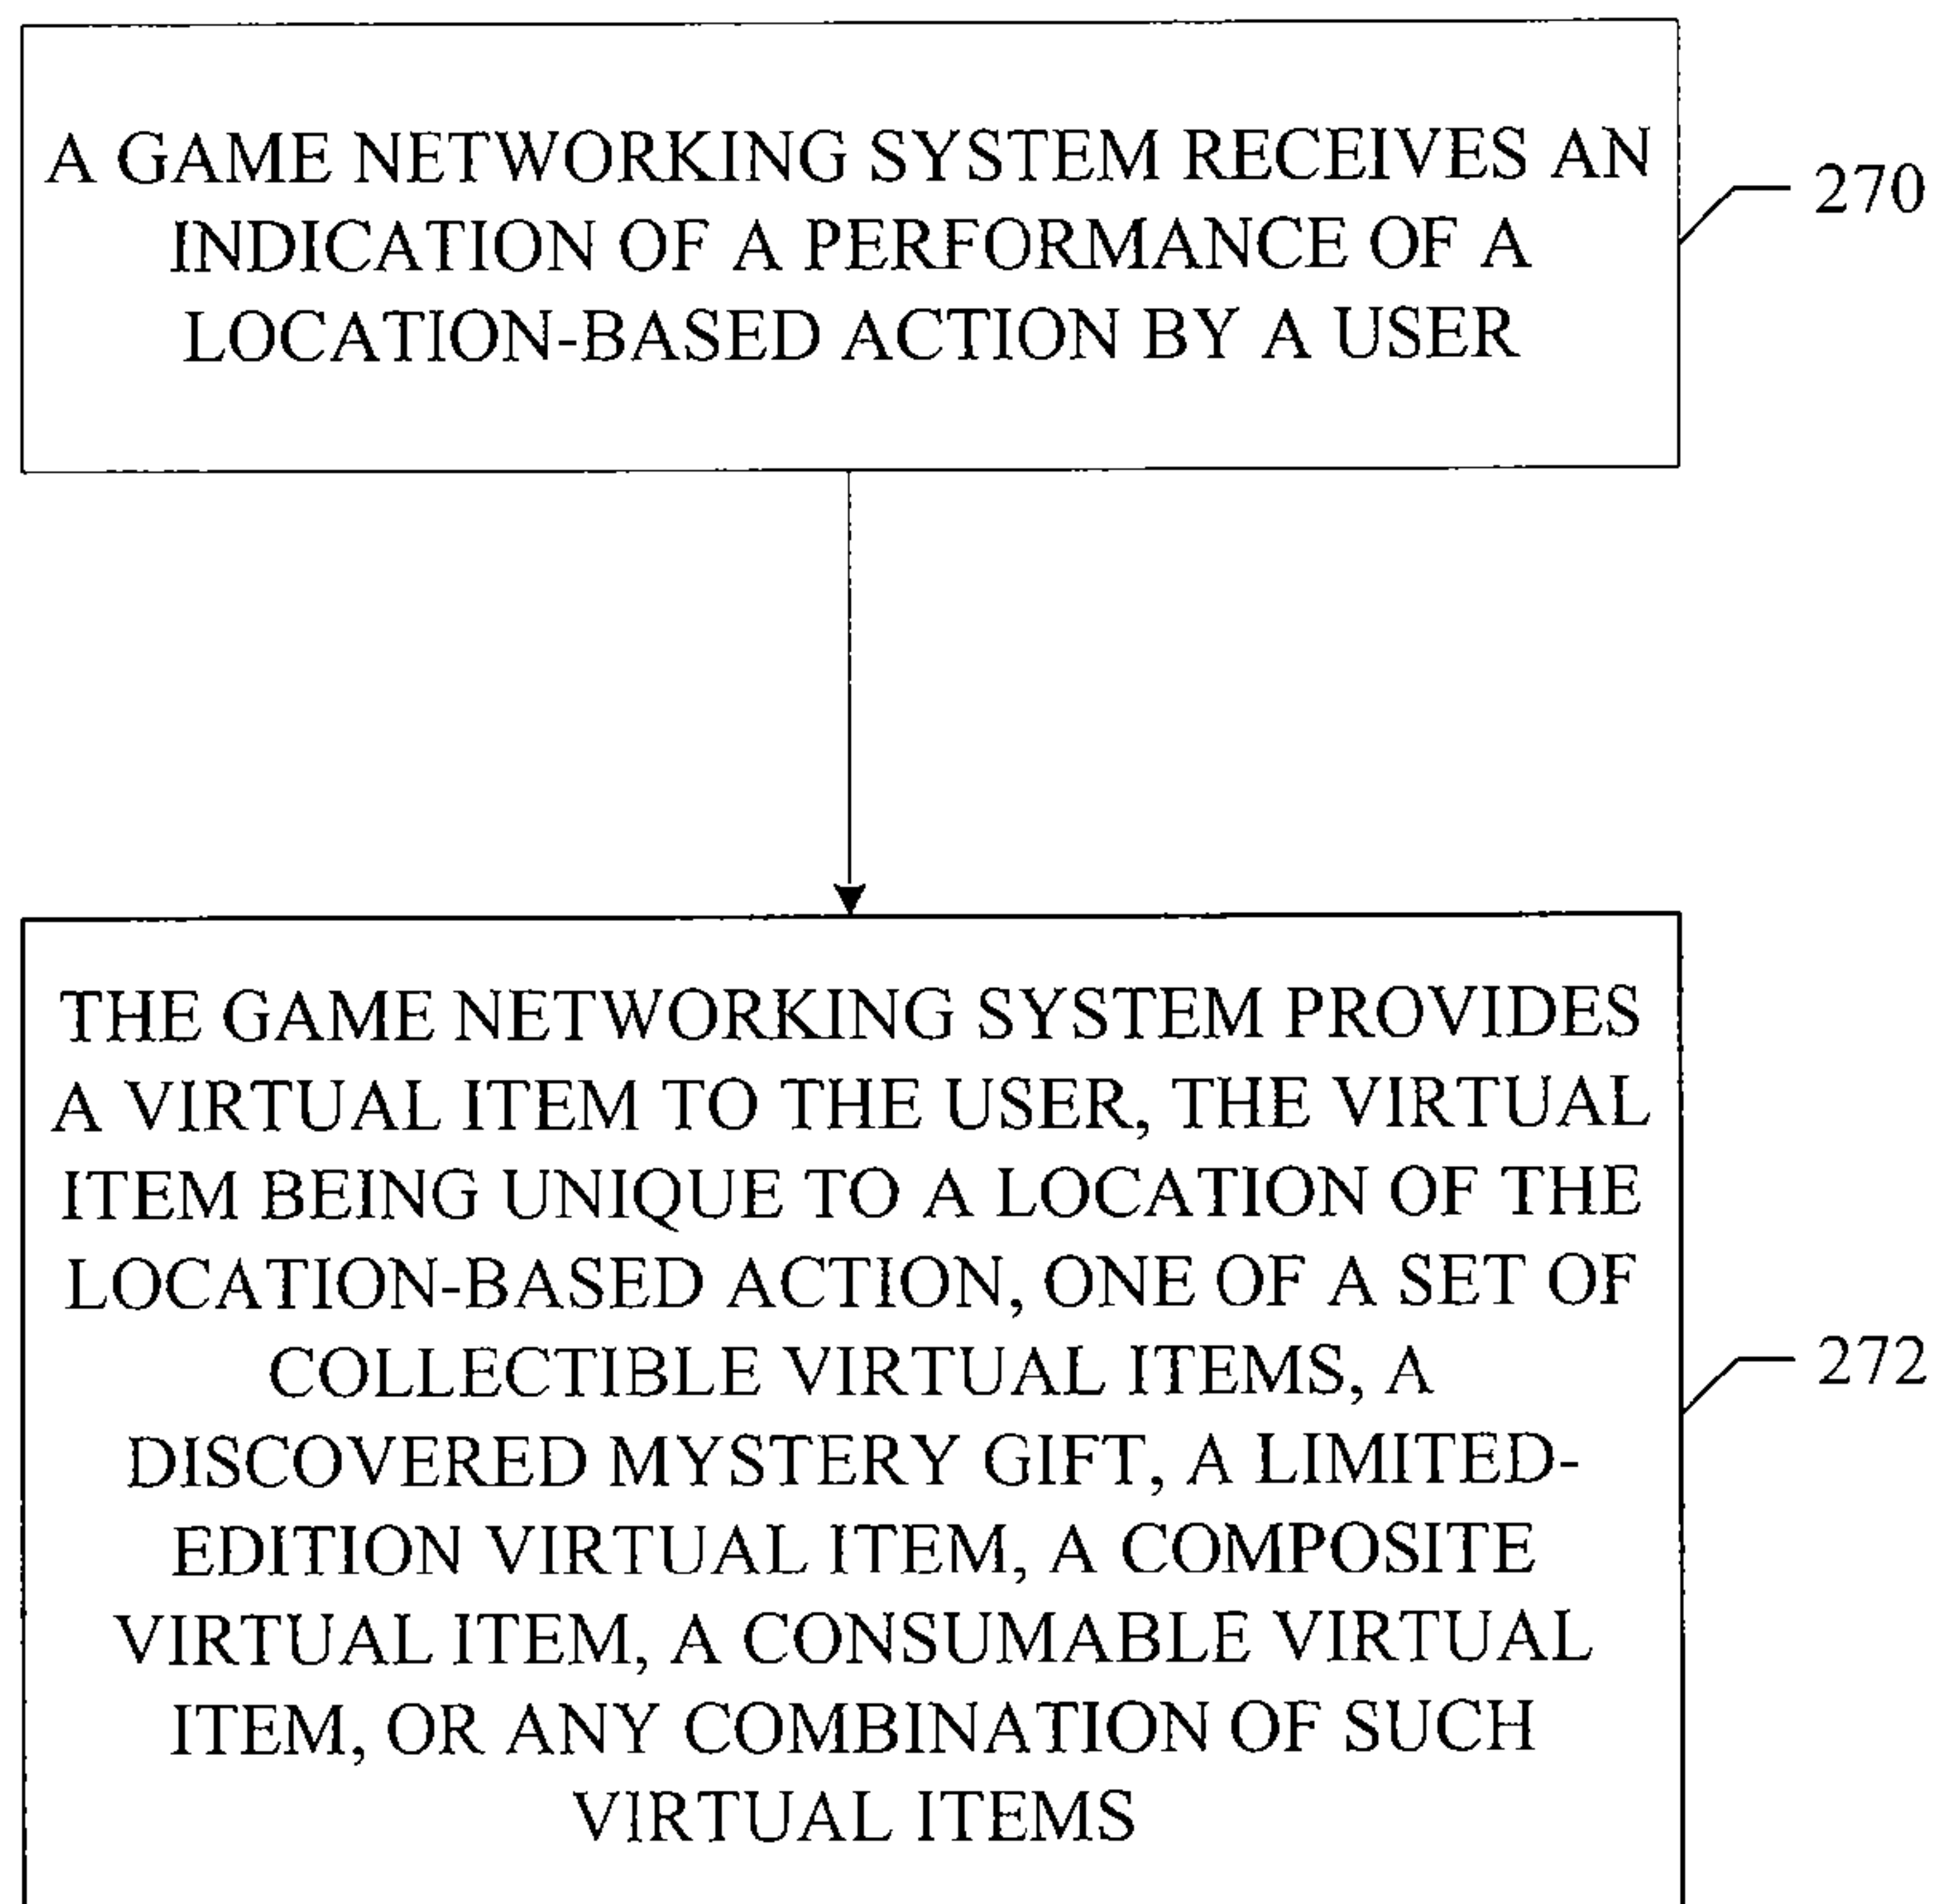 A GAME NETWORKING SYSTEM RECEIVES AN
INDICATION OF A PERFORMANCE OF A
LOCATION-BASED ACTION BY A USER
270
THE GAME NETWORKING SYSTEM PROVIDES
A VIRTUAL ITEM TO THE USER, THE VIRTUAL
ITEM BEING UNIQUE TO A LOCATION OF THE
LOCATION-BASED ACTION, ONE OF A SET OF
COLLECTIBLE VIRTUAL ITEMS, A
DISCOVERED MYSTERY GIFT, A LIMITED-
EDITION VIRTUAL ITEM, A COMPOSITE
VIRTUAL ITEM, A CONSUMABLE VIRTUAL
ITEM, OR ANY COMBINATION OF SUCH
VIRTUAL ITEMS
272